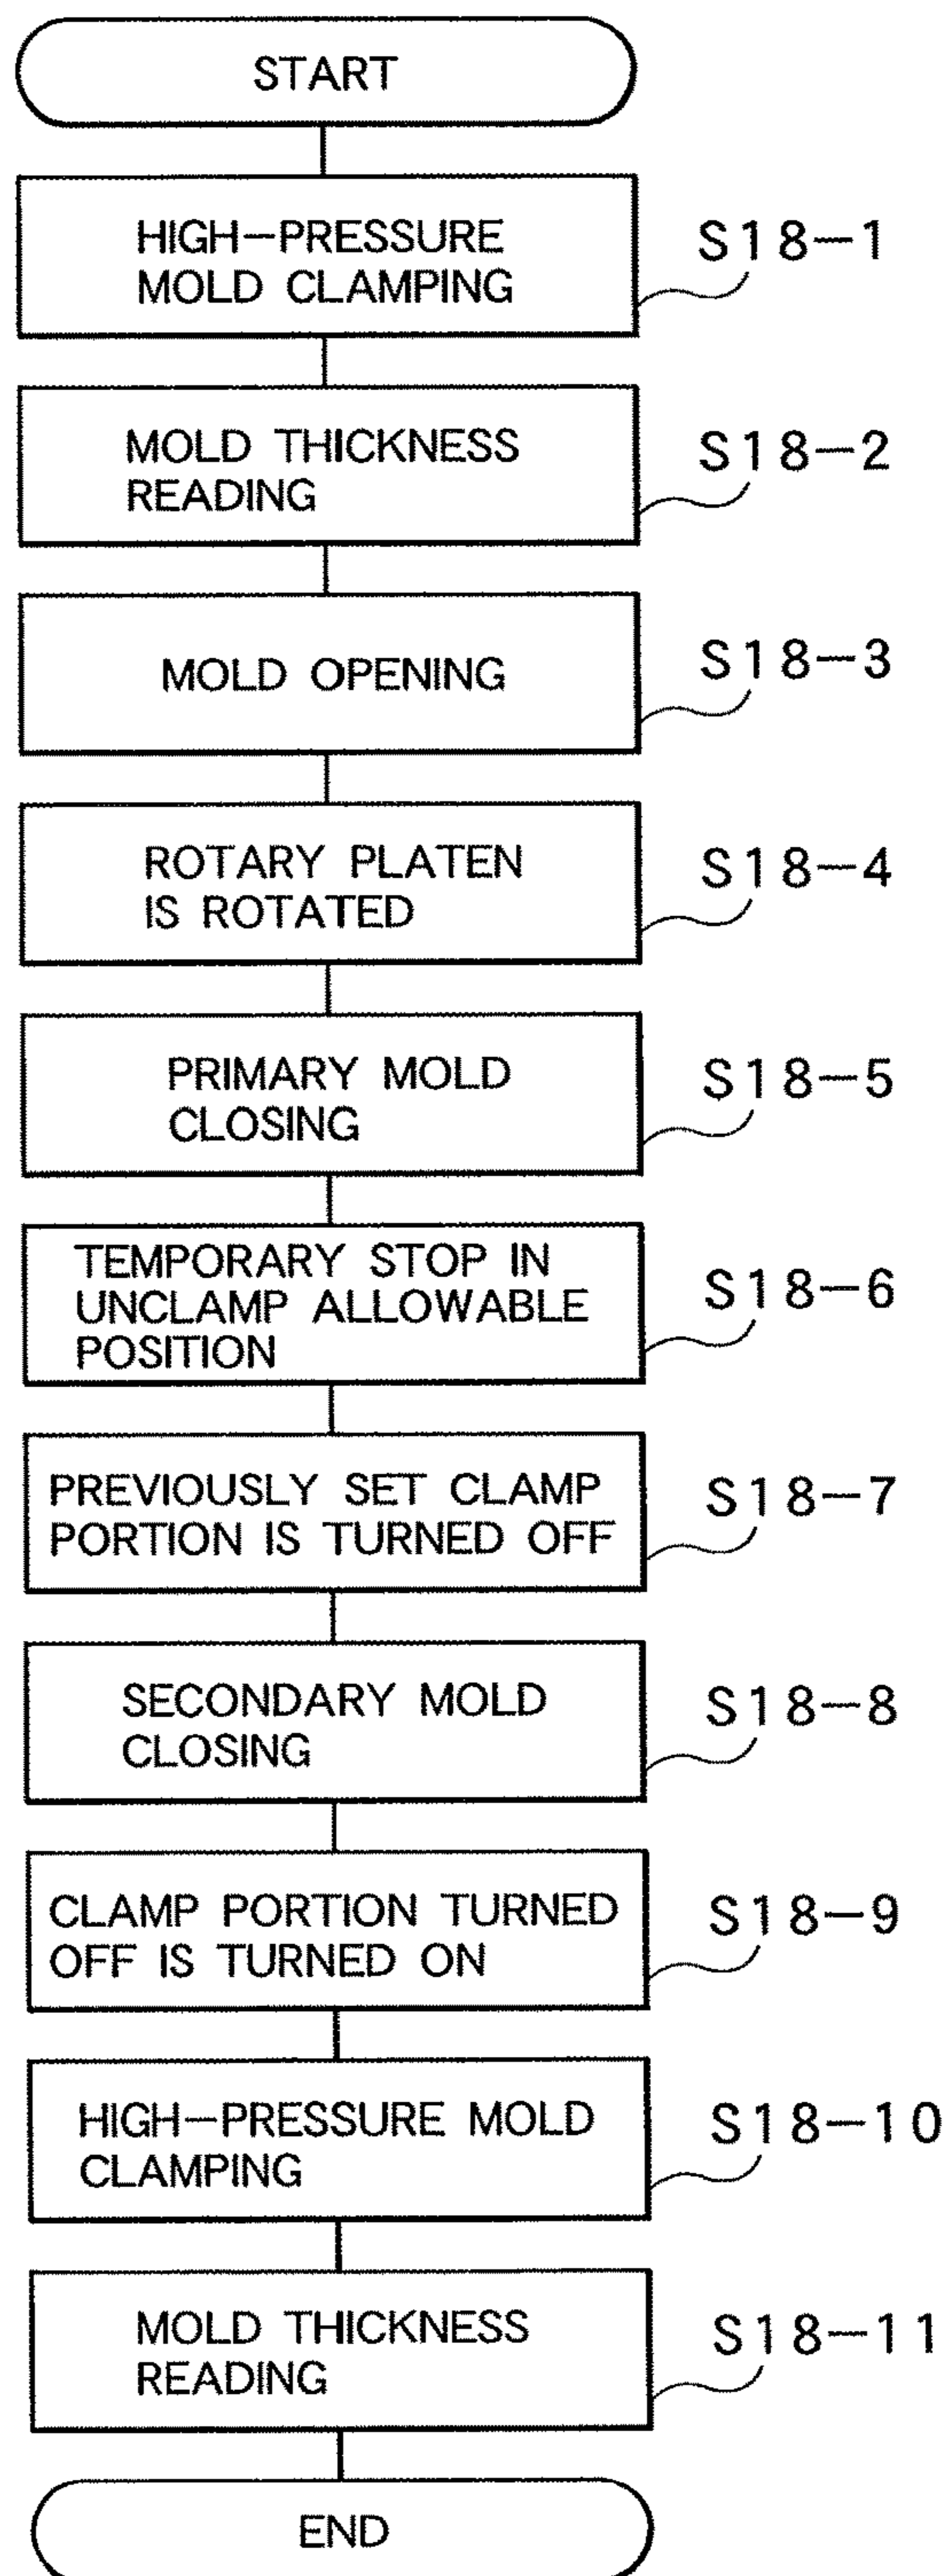 START
HIGH-PRESSURE
MOLD CLAMPING
S18-1
MOLD THICKNESS
READING
S18-2
MOLD OPENING
S18-3
ROTARY PLATEN
IS ROTATED
S18-4
PRIMARY MOLD
CLOSING
S18-5
TEMPORARY STOP IN
UNCLAMP ALLOWABLE
POSITION
S18-6
PREVIOUSLY SET CLAMP
PORTION IS TURNED OFF
S18-7
SECONDARY MOLD
CLOSING
S18-8
CLAMP PORTION TURNED
OFF IS TURNED ON
S18-9
HIGH-PRESSURE MOLD
CLAMPING
S18-10
MOLD THICKNESS
READING
S18-11
END